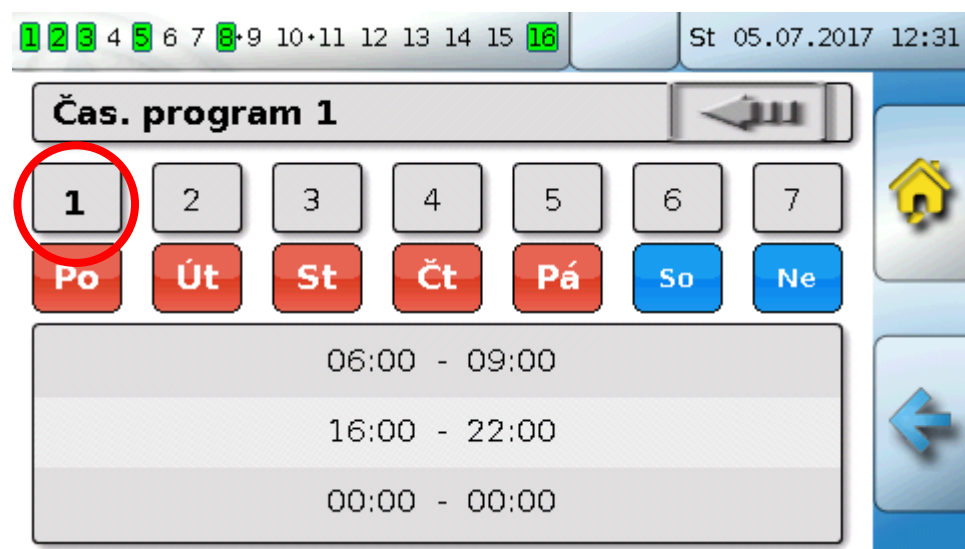 1 2 3 4 5 6 7 8•9 10•11 12 13 14 15 16 St 05.07.2017 12:31
Čas. program 1
1 2 3 4 5 6 7
Po Út St Čt Pá So Ne
06:00 - 09:00
16:00 - 22:00
00:00 - 00:00